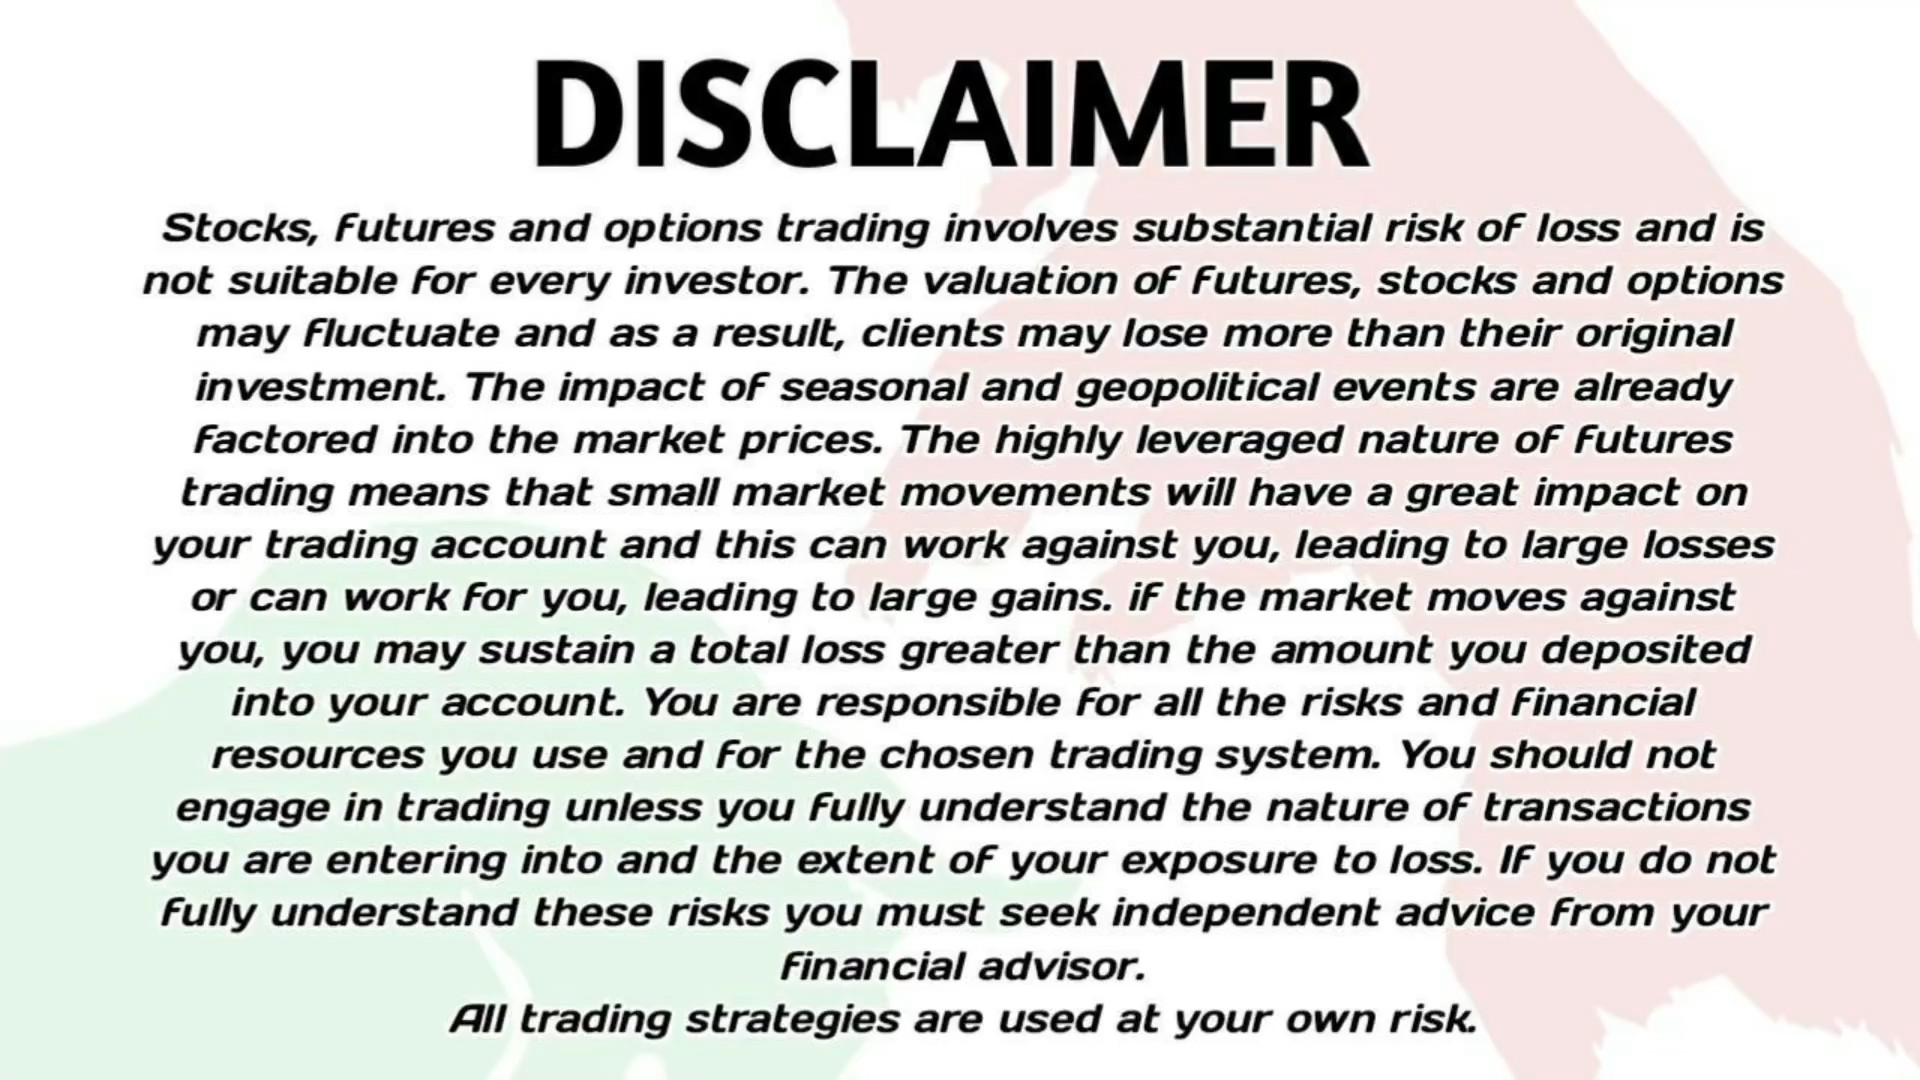 DISCLAIMER
Stocks, futures and options trading involves substantial risk of loss and is
not suitable for every investor. The valuation of futures, stocks and options
may fluctuate and as a result, clients may lose more than their original
investment. The impact of seasonal and geopolitical events are already
factored into the market prices. The highly leveraged nature of futures
trading means that small market movements will have a great impact on
your trading account and this can work against you, leading to large losses
or can work for you, leading to large gains. if the market moves against
you, you may sustain a total loss greater than the amount you deposited
into your account. You are responsible for all the risks and financial
resources you use and for the chosen trading system. You should not
engage in trading unless you fully understand the nature of transactions
you are entering into and the extent of your exposure to loss. If you do not
fully understand these risks you must seek independent advice from your
financial advisor.
All trading strategies are used at your own risk.